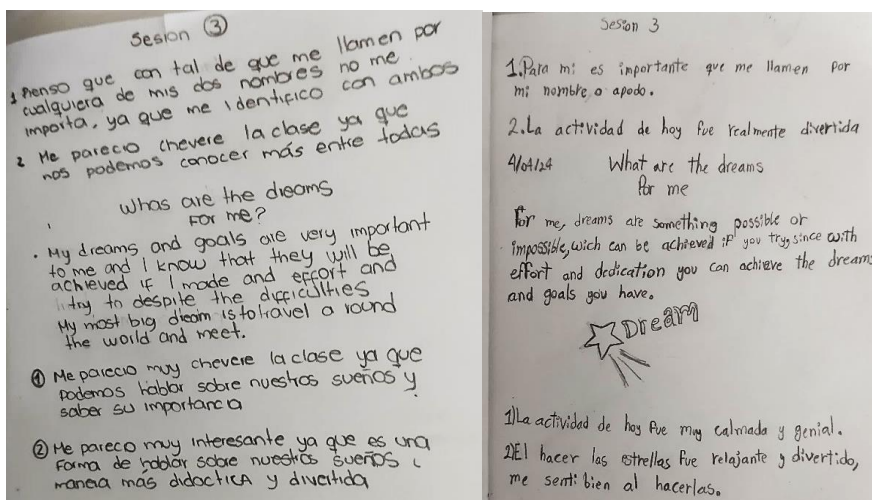 Sesion ③
1 Pienso que con tal de que me llamen por
cualquiera de mis dos nombres no me
importa, ya que me identifico con ambos
2 Me parecio chevere la clase ya que
nos podemos conocer más entre todas
Whas are the dreams
For me?
• My dreams and goals are very important
to me and I know that they will be
achieved if I made and effort and
try to despite the difficulties
My most big dream is to travel a round
the world and meet.
① Me parecio muy chevere la clase ya que
podemos hablar sobre nuestros sueños y
saber su importancia
② Me pareco muy interesante ya que es una
forma de hablar sobre nuestros sueños
manera mas didactica y divertida
Sesion 3
1.Para mi es importante que me llamen por
mi nombre o apodo.
2.La actividad de hoy fue realmente divertida
4/04/24 What are the dreams
for me
For me, dreams are something possible or
impossible, wich can be achieved if you try, since with
effort and dedication you can achieve the dreams
and goals you have.
Dream
1)La actividad de hoy fue muy calmada y genial.
2)El hacer las estrellas fue relajante y divertido,
me senti bien al hacerlas.